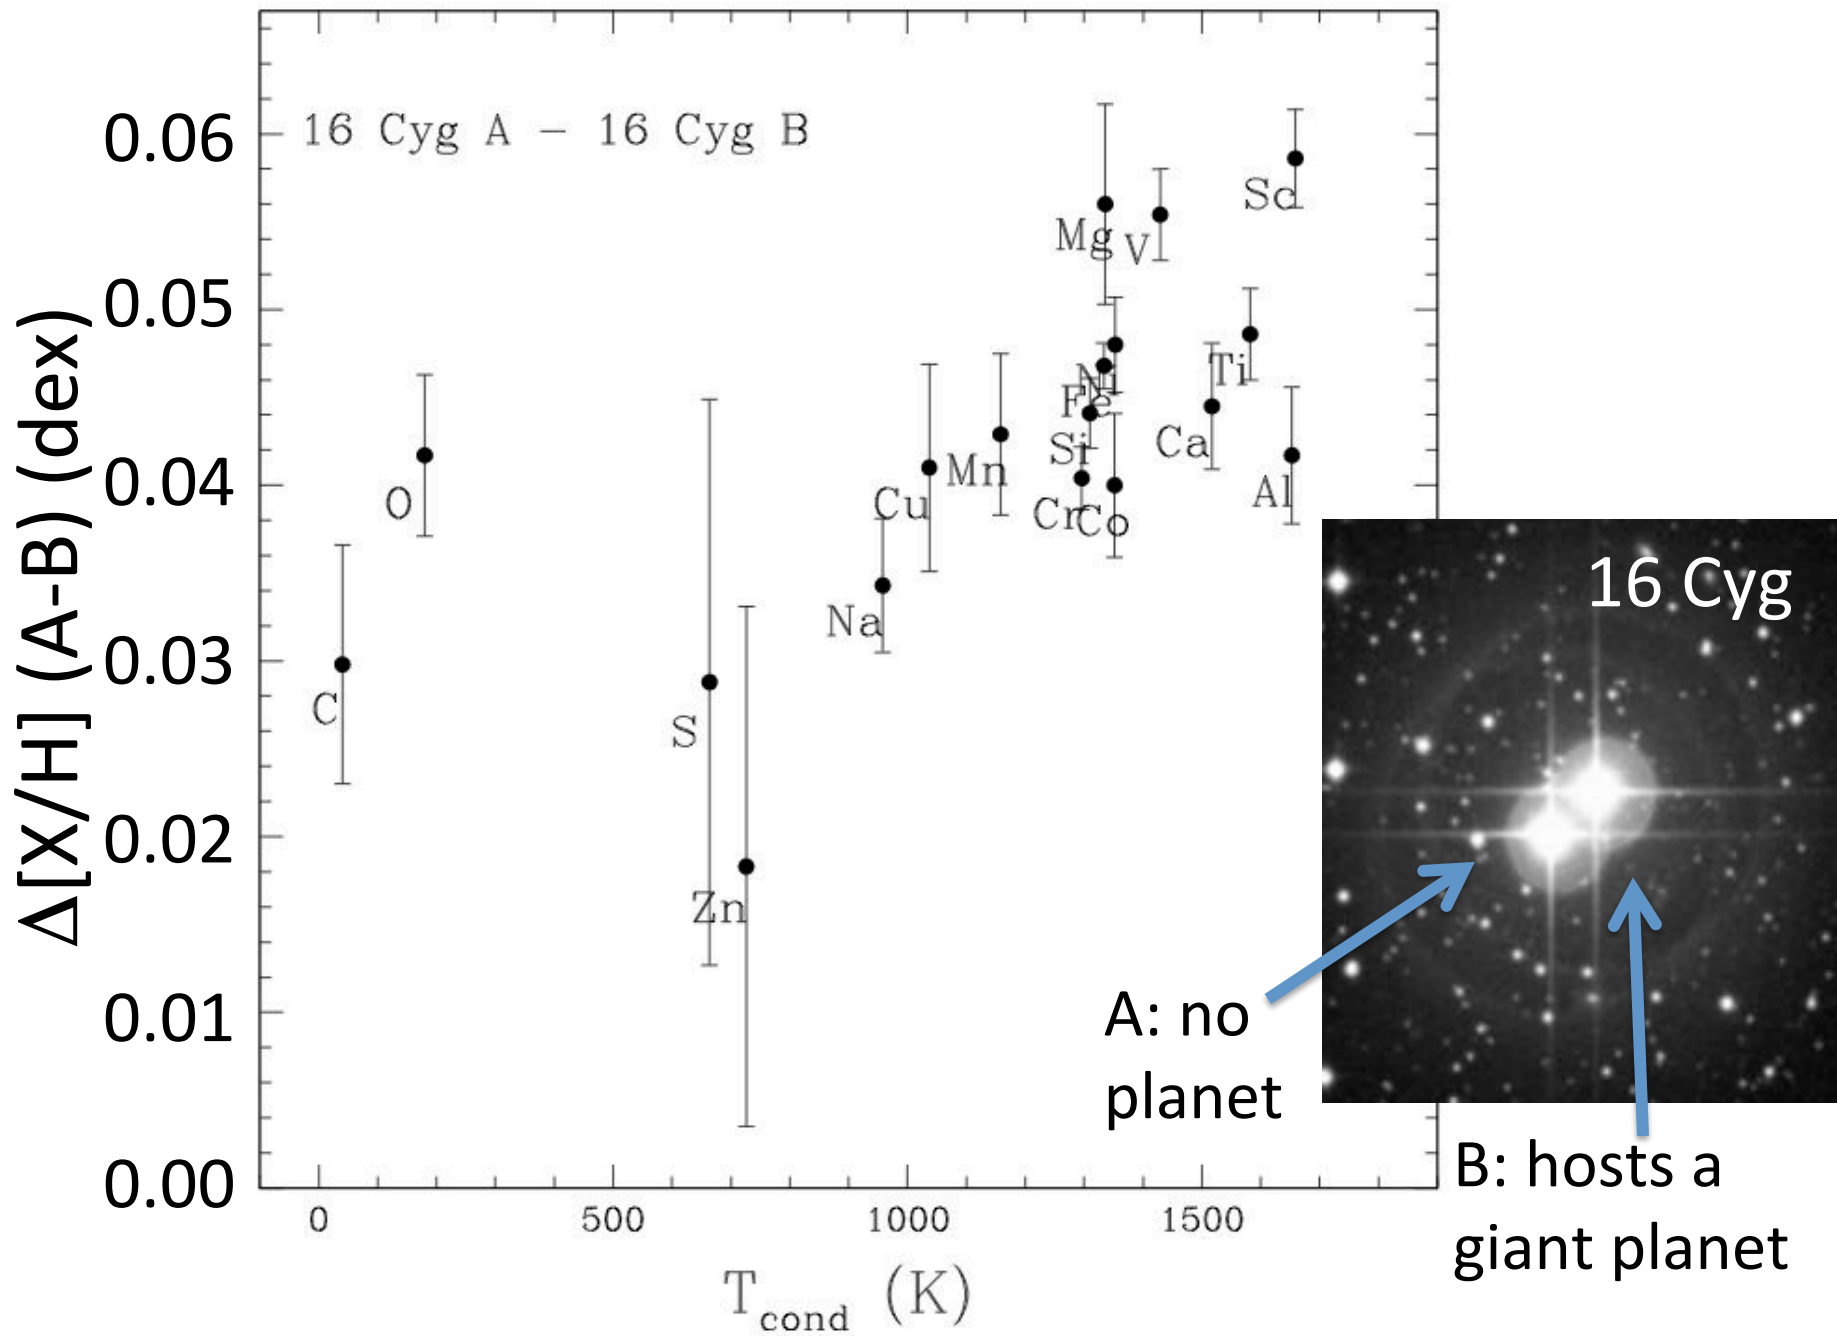 Δ[X/H] (A-B) (dex)
0.06
0.05
0.04
0.03
0.02
0.01
0.00
16 Cyg A – 16 Cyg B
C
O
S
Zn
Na
Cu
Mn
Mg
V
Sc
Ni
Fe
Si
Cr
Co
Ca
Ti
Al
0
500
1000
1500
Tcond (K)
16 Cyg
A: no
planet
B: hosts a
giant planet